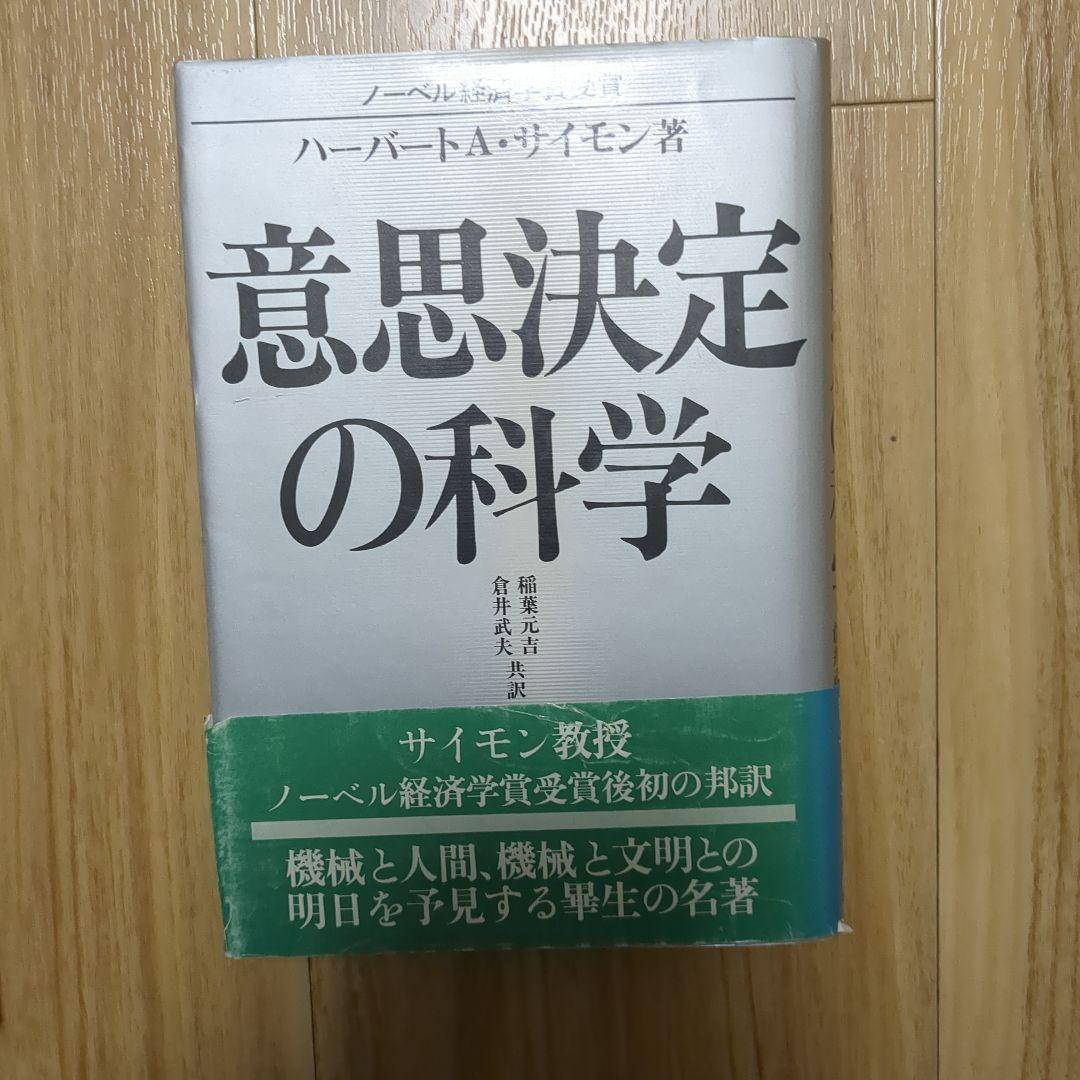 ノーベル経済学賞受賞
ハーバートA・サイモン著
意思決定
の科学
稲葉元吉
倉井武夫 共訳
サイモン教授
ノーベル経済学賞受賞後初の邦訳
機械と人間、機械と文明との
明日を予見する畢生の名著